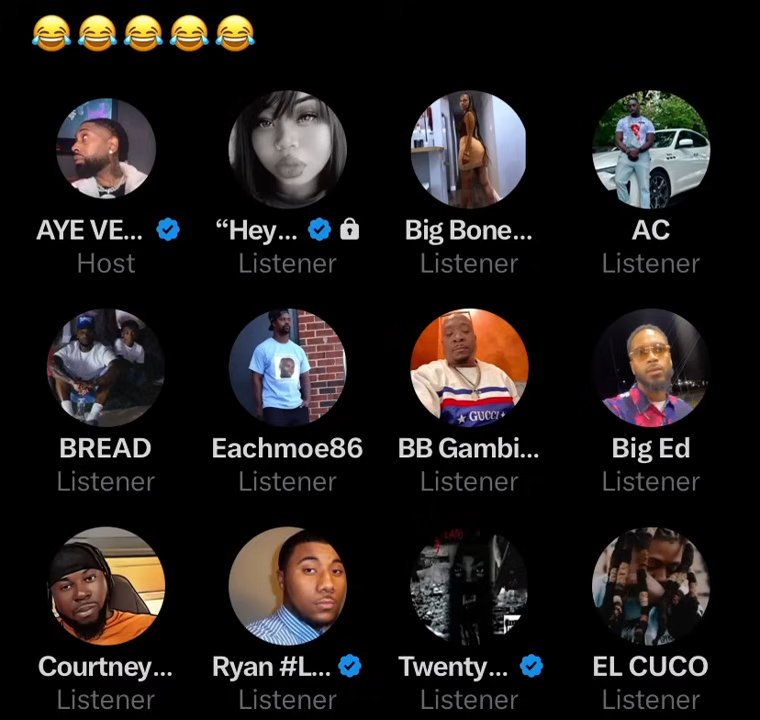 😂😂😂😂😂
AYE VE... “Hey... Big Bone... AC
Host Listener Listener Listener
GUCCI
BREAD Eachmoe86 BB Gambi... Big Ed
Listener Listener Listener Listener
Courtney... Ryan #L... Twenty... EL CUCO
Listener Listener Listener Listener